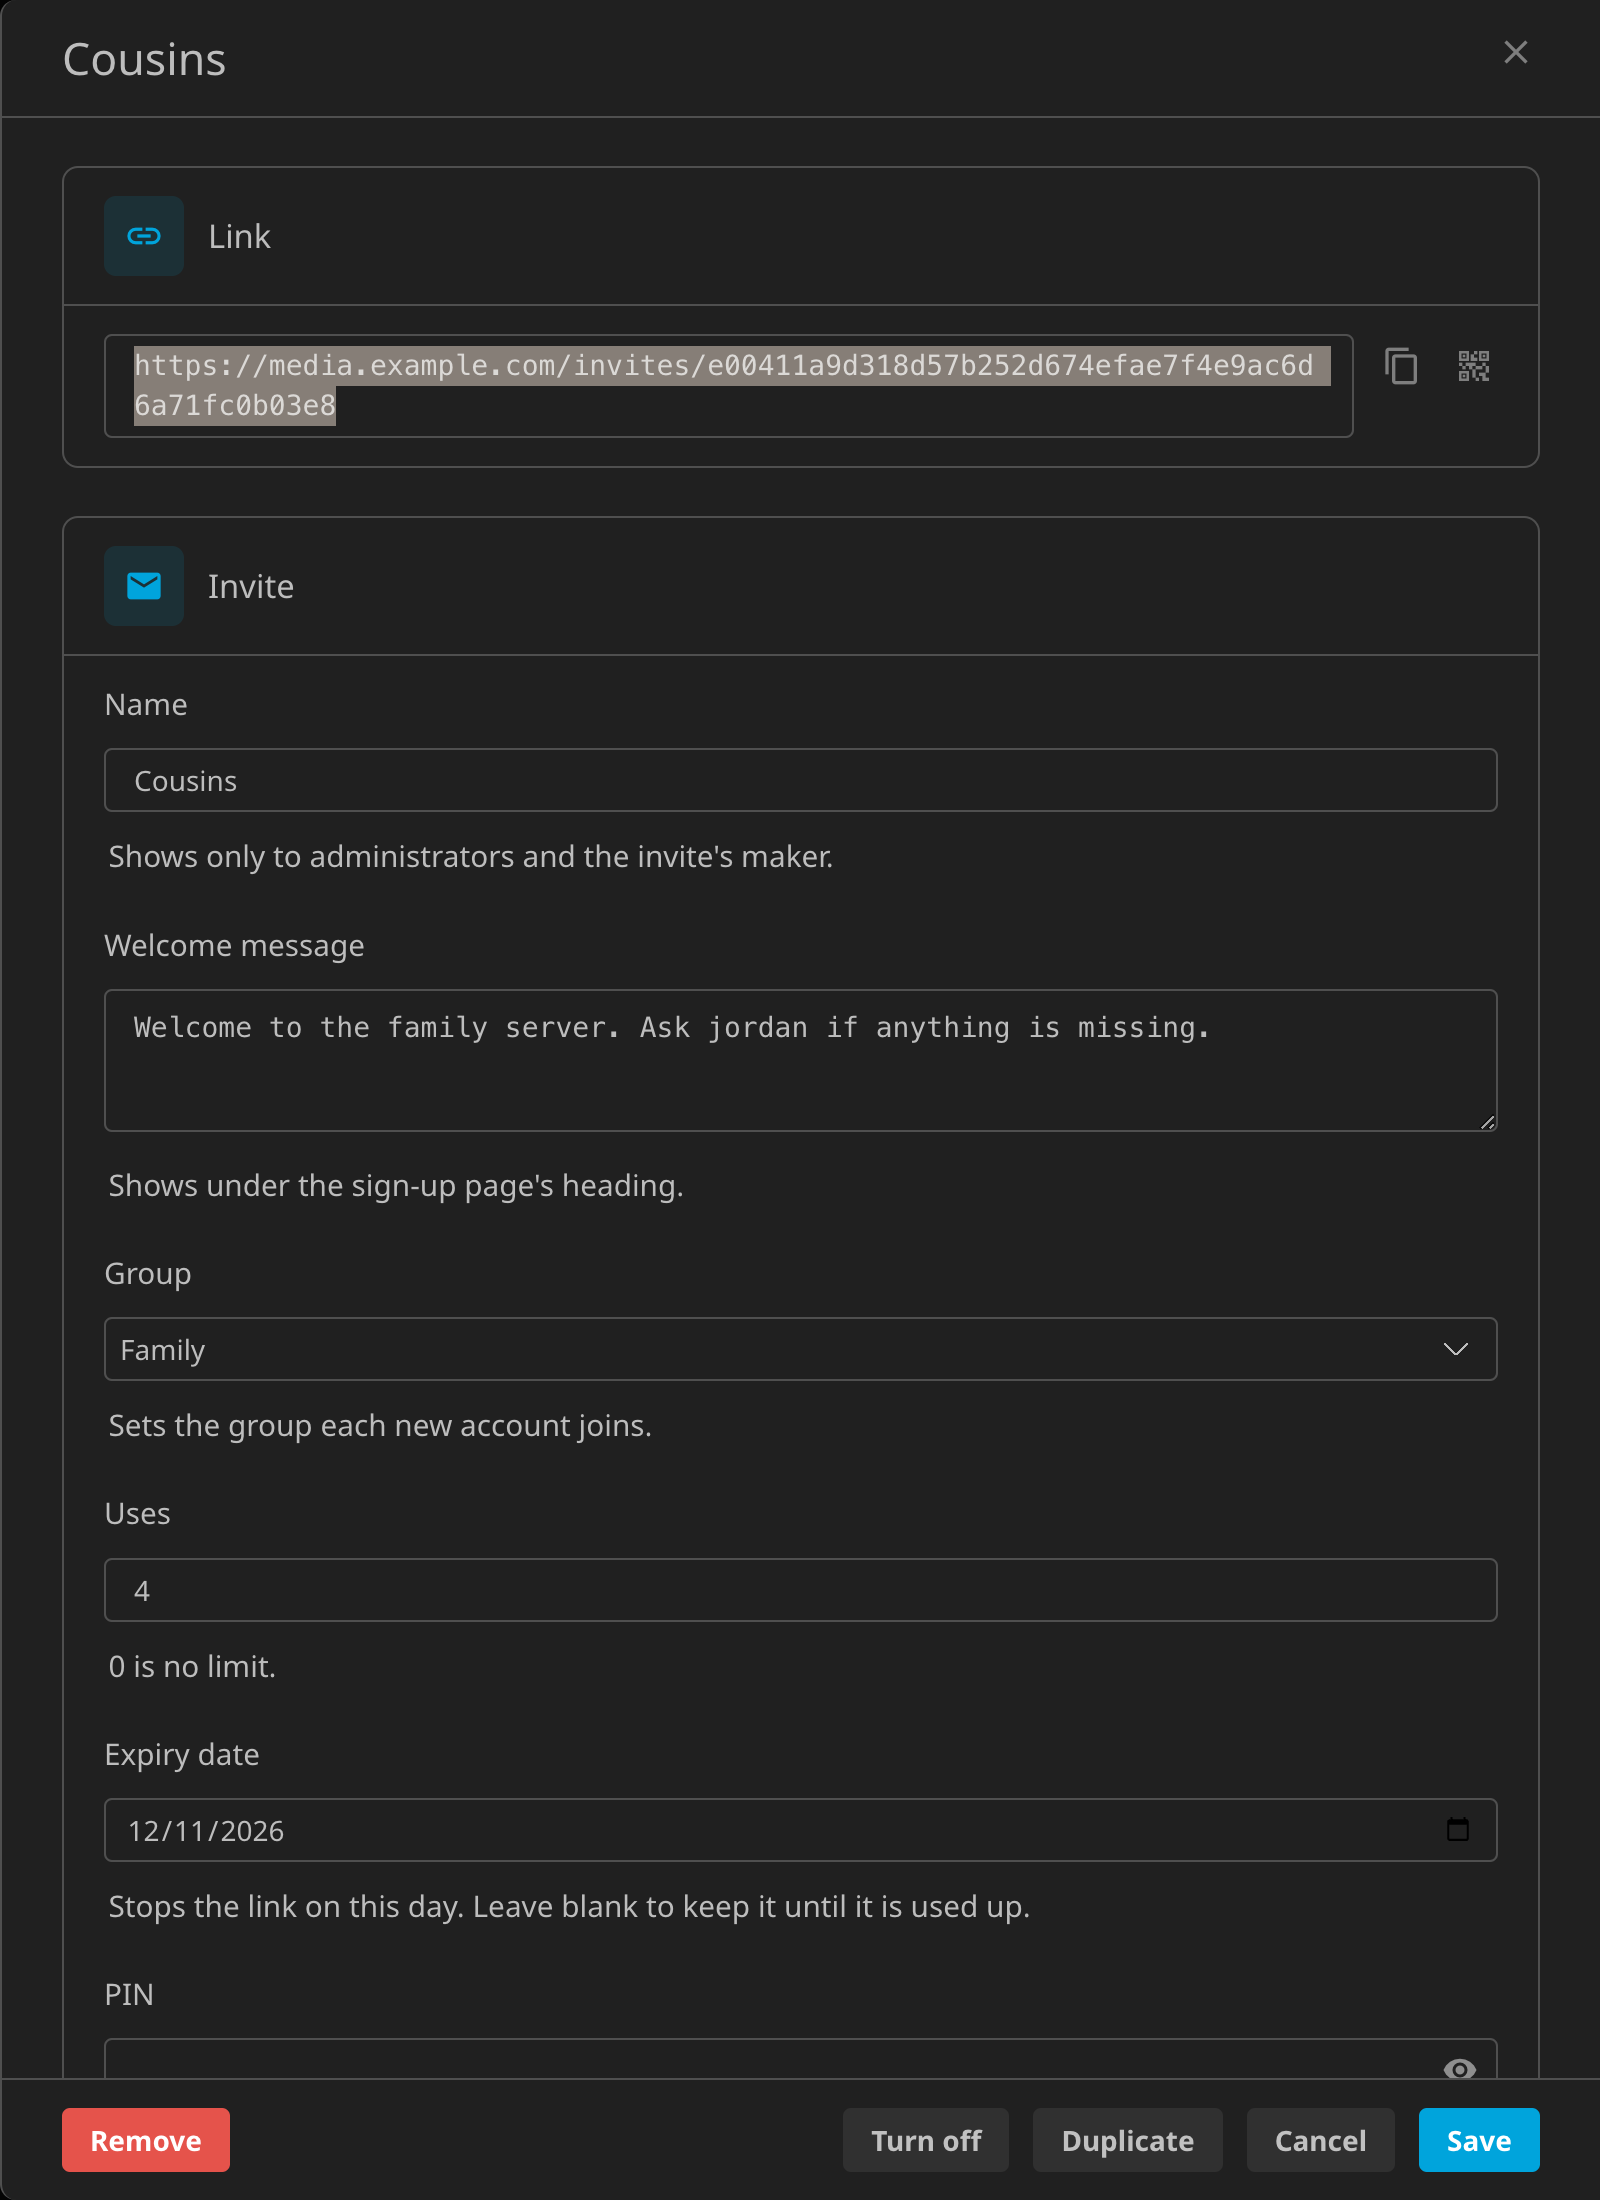 Cousins
Link
https://media.example.com/invites/e00411a9d318d57b252d674efae7f4e9ac6d
6a71fc0b03e8
Invite
Name
Cousins
Shows only to administrators and the invite's maker.
Welcome message
Welcome to the family server. Ask jordan if anything is missing.
Shows under the sign-up page's heading.
Group
Family
Sets the group each new account joins.
Uses
4
0 is no limit.
Expiry date
12/11/2026
Stops the link on this day. Leave blank to keep it until it is used up.
PIN
Remove
Turn off
Duplicate
Cancel
Save